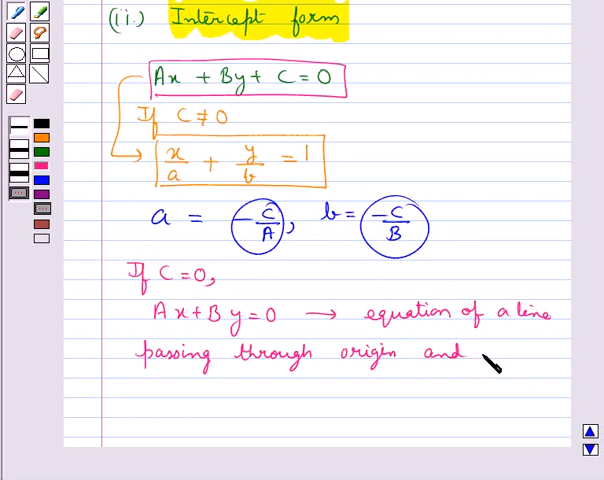 (ii.) Intercept form
Ax + By + C = 0
If C ≠ 0
x/a + y/b = 1
a = -C/A, b = -C/B
If C = 0,
Ax + By = 0 → equation of a line
passing through origin and